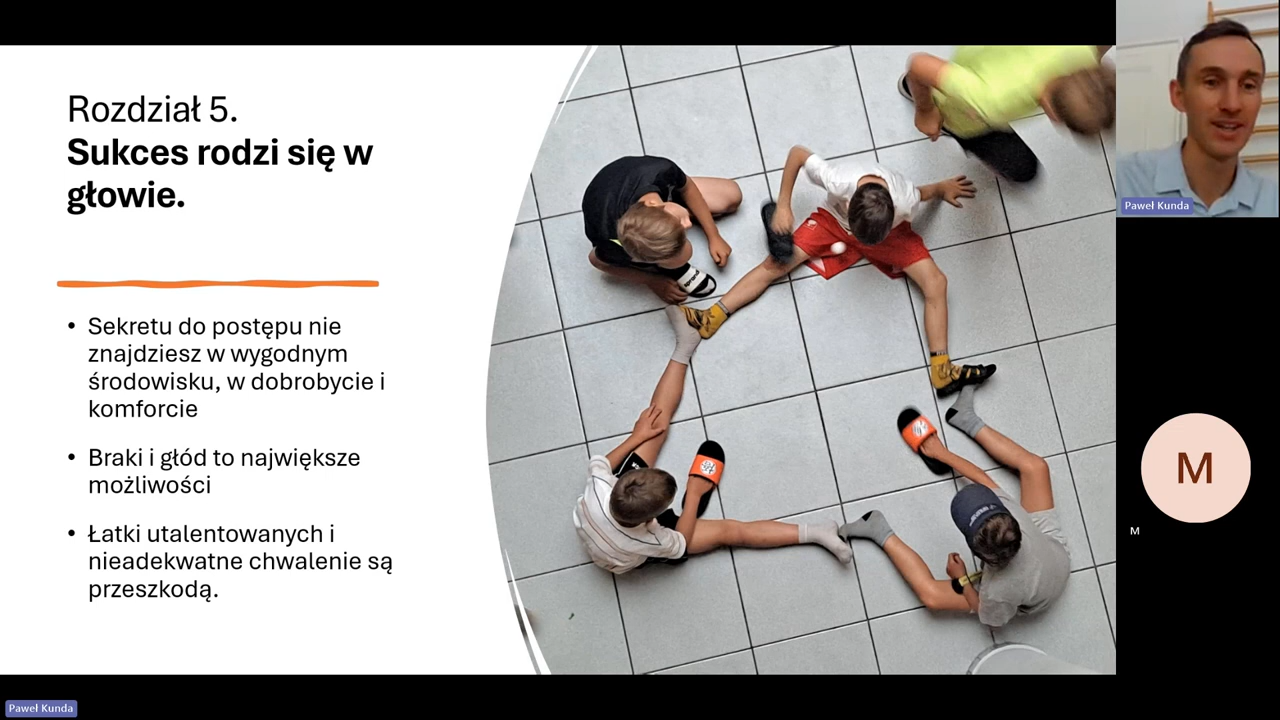 Rozdział 5.
Sukces rodzi się w
głowie.
• Sekretu do postępu nie
znajdziesz w wygodnym
środowisku, w dobrobycie i
komforcie
• Braki i głód to największe
możliwości
• Łatki utalentowanych i
nieadekwatne chwalenie są
przeszkodą.
Paweł Kunda
M
M
Paweł Kunda